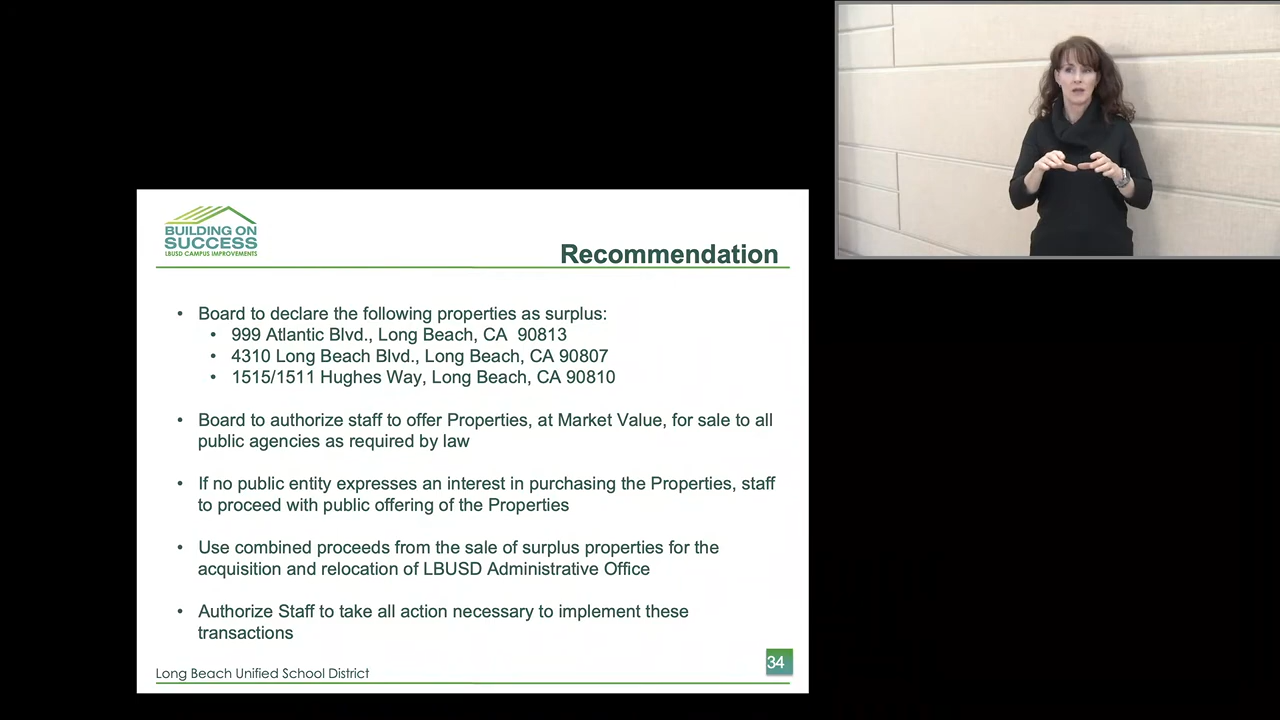 BUILDING ON
SUCCESS
LBUSD CAMPUS IMPROVEMENTS
Recommendation
• Board to declare the following properties as surplus:
• 999 Atlantic Blvd., Long Beach, CA 90813
• 4310 Long Beach Blvd., Long Beach, CA 90807
• 1515/1511 Hughes Way, Long Beach, CA 90810
• Board to authorize staff to offer Properties, at Market Value, for sale to all
public agencies as required by law
• If no public entity expresses an interest in purchasing the Properties, staff
to proceed with public offering of the Properties
• Use combined proceeds from the sale of surplus properties for the
acquisition and relocation of LBUSD Administrative Office
• Authorize Staff to take all action necessary to implement these
transactions
34
Long Beach Unified School District